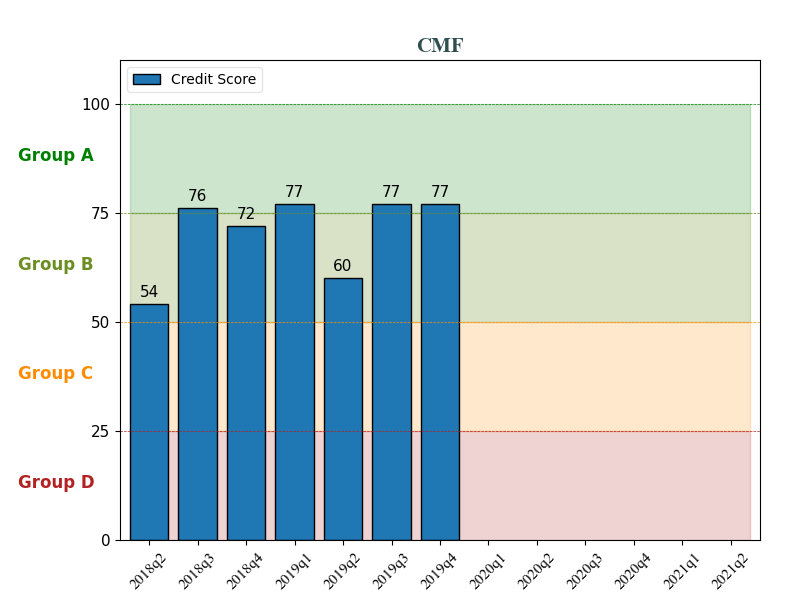 CMF
Credit Score
100
Group A
77
77
77
76
75
72
Group B
60
54
50
Group C
25
Group D
0
2018q2
2018q3
2018q4
2019q1
2019q2
2019q3
2019q4
2020q1
2020q2
2020q3
2020q4
2021q1
2021q2